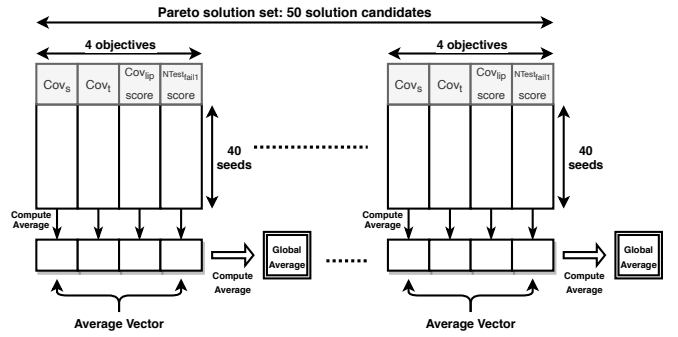 Pareto solution set: 50 solution candidates
4 objectives
4 objectives
Cov_s Cov_t Cov_lip score NTest_fail1 score
Cov_s Cov_t Cov_lip score NTest_fail1 score
40
seeds
40
seeds
Compute
Average
Compute
Average
Global
Average
Global
Average
Compute
Average
Compute
Average
Average Vector
Average Vector